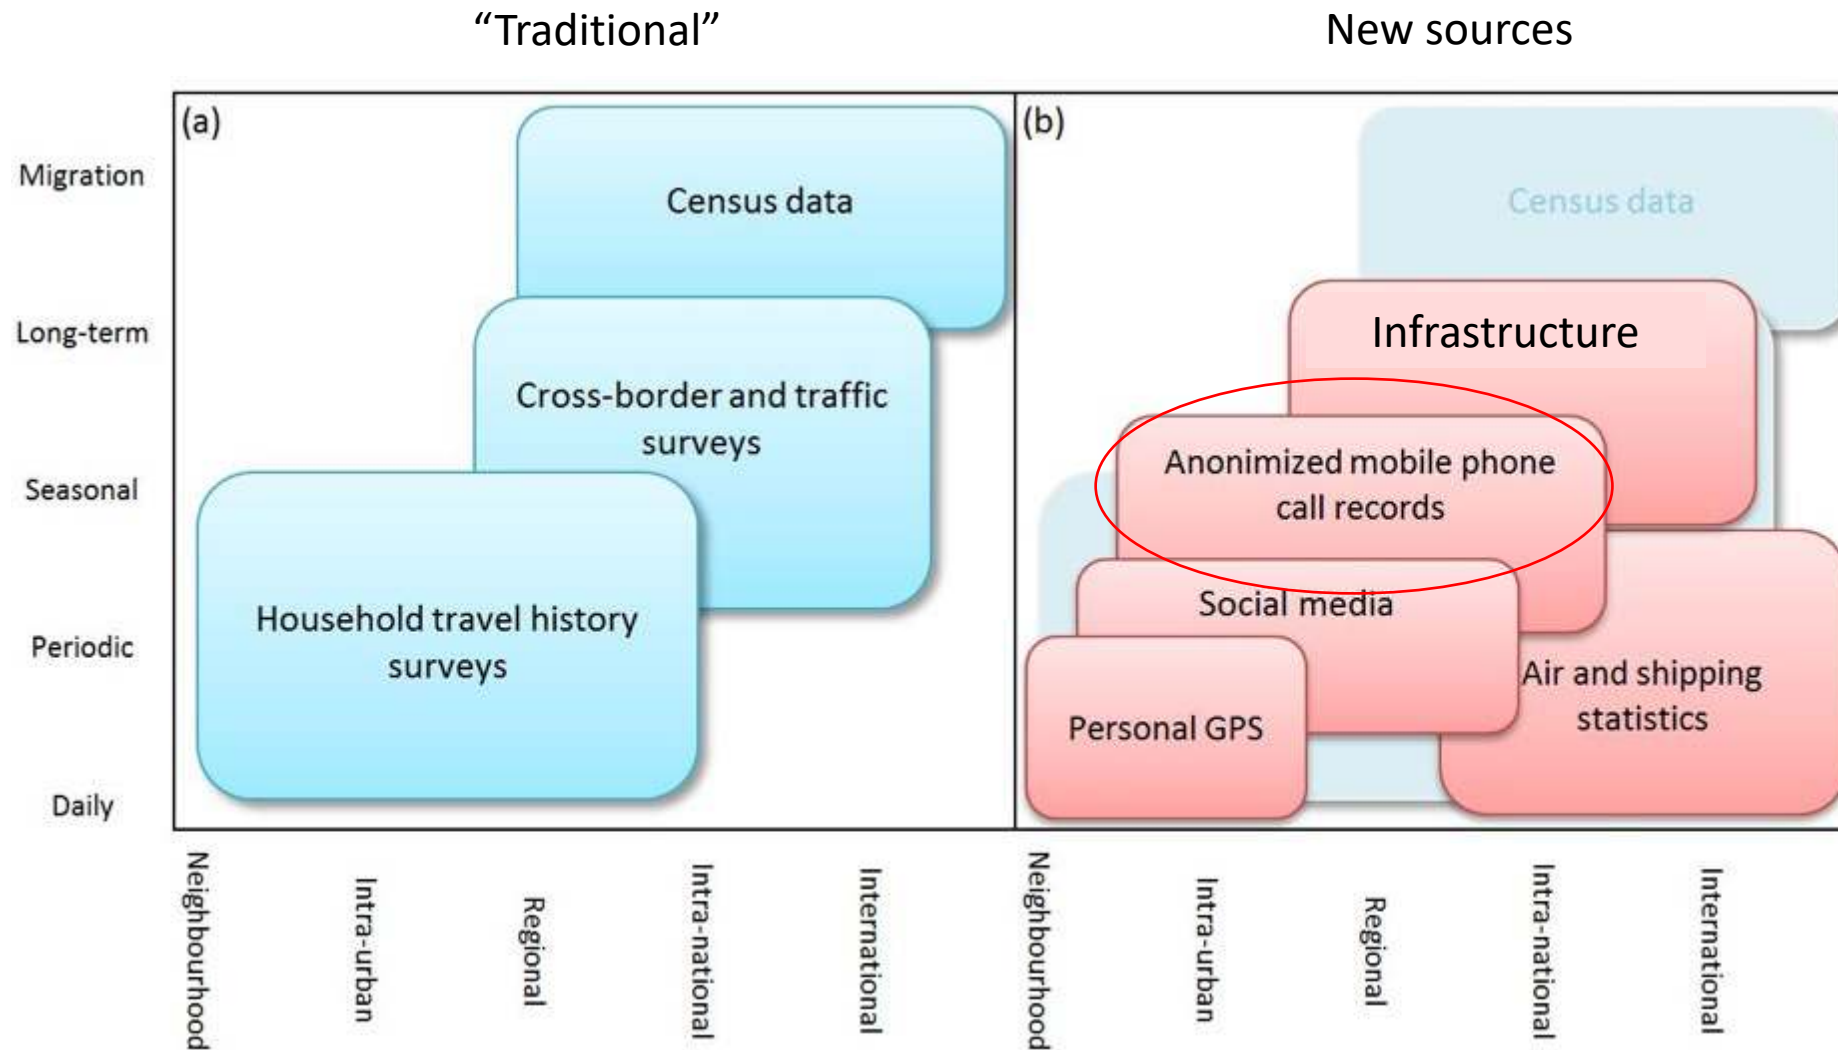 “Traditional”
New sources
Migration
Long-term
Seasonal
Periodic
Daily
(a)
Census data
Cross-border and traffic
surveys
Household travel history
surveys
(b)
Census data
Infrastructure
Anonimized mobile phone
call records
Social media
Personal GPS
Air and shipping
statistics
Neighbourhood
Intra-urban
Regional
Intra-national
International
Neighbourhood
Intra-urban
Regional
Intra-national
International